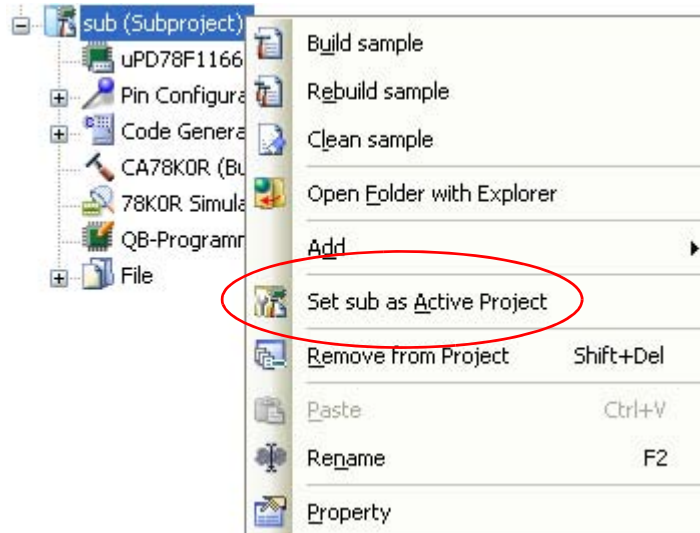 sub (Subproject)
uPD78F1166
Pin Configura
Code Genera
CA78K0R (Bu
78K0R Simula
QB-Programm
File
Build sample
Rebuild sample
Clean sample
Open Folder with Explorer
Add
Set sub as Active Project
Remove from Project Shift+Del
Paste Ctrl+V
Rename F2
Property